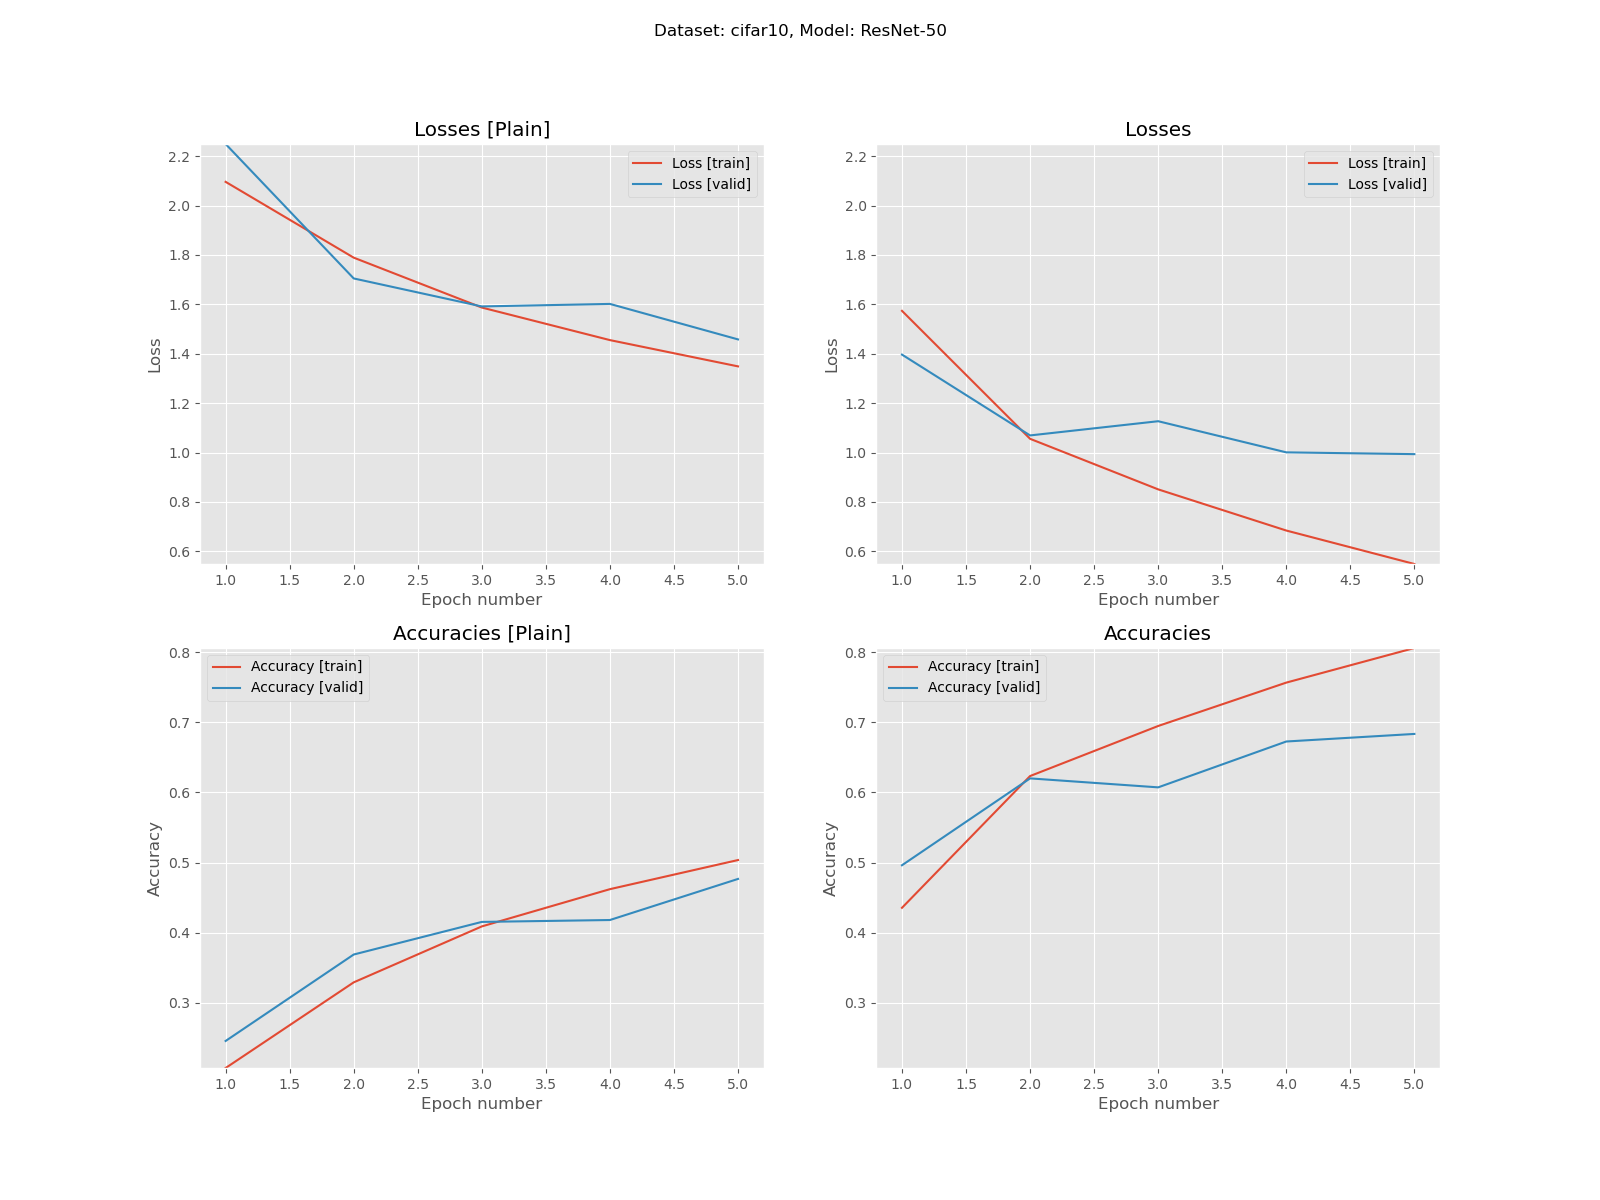 Dataset: cifar10, Model: ResNet-50
Losses [Plain]
2.2
2.0
1.8
1.6
1.4
1.2
1.0
0.8
0.6
Loss
Loss [train]
Loss [valid]
1.0 1.5 2.0 2.5 3.0 3.5 4.0 4.5 5.0
Epoch number
Losses
2.2
2.0
1.8
1.6
1.4
1.2
1.0
0.8
0.6
Loss
Loss [train]
Loss [valid]
1.0 1.5 2.0 2.5 3.0 3.5 4.0 4.5 5.0
Epoch number
Accuracies [Plain]
0.8
0.7
0.6
0.5
0.4
0.3
Accuracy
Accuracy [train]
Accuracy [valid]
1.0 1.5 2.0 2.5 3.0 3.5 4.0 4.5 5.0
Epoch number
Accuracies
0.8
0.7
0.6
0.5
0.4
0.3
Accuracy
Accuracy [train]
Accuracy [valid]
1.0 1.5 2.0 2.5 3.0 3.5 4.0 4.5 5.0
Epoch number